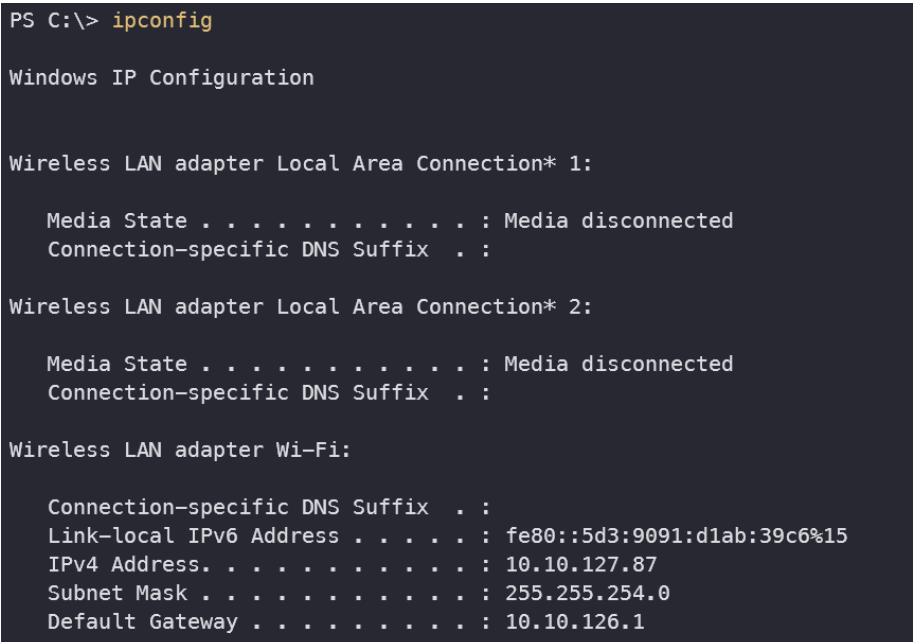 PS C:\> ipconfig
Windows IP Configuration
Wireless LAN adapter Local Area Connection* 1:
Media State . . . . . . . . . . . : Media disconnected
Connection-specific DNS Suffix  . :
Wireless LAN adapter Local Area Connection* 2:
Media State . . . . . . . . . . . : Media disconnected
Connection-specific DNS Suffix  . :
Wireless LAN adapter Wi-Fi:
Connection-specific DNS Suffix  . :
Link-local IPv6 Address . . . . . : fe80::5d3:9091:d1ab:39c6%15
IPv4 Address. . . . . . . . . . . : 10.10.127.87
Subnet Mask . . . . . . . . . . . : 255.255.254.0
Default Gateway . . . . . . . . . : 10.10.126.1